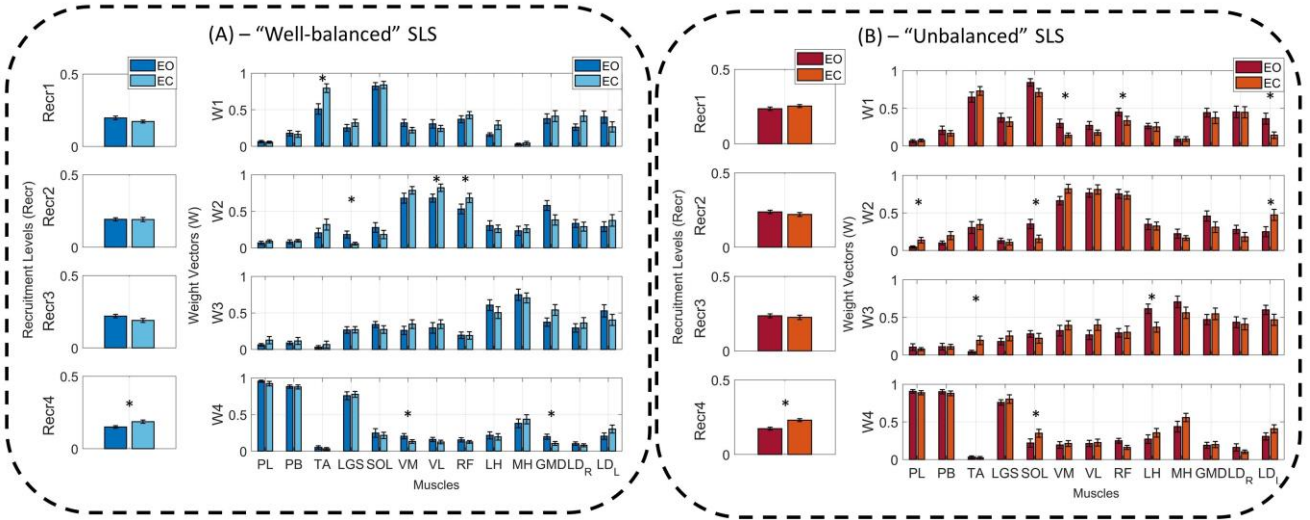 (A) – “Well-balanced” SLS
Recruitment Levels (Recr)
EO
EC
0.5
Recr1
0
0.5
Recr2
0
0.5
Recr3
0
0.5
*
Recr4
0
Weight Vectors (W)
EO
EC
1
*
W1
0.5
0
1
* * *
W2
0.5
0
1
W3
0.5
0
1
W4
0.5
* *
0
PL PB TA LGS SOL VM VL RF LH MH GMD LD_R LD_L
Muscles
(B) – “Unbalanced” SLS
Recruitment Levels (Recr)
EO
EC
0.5
Recr1
0
0.5
Recr2
0
0.5
Recr3
0
0.5
*
Recr4
0
Weight Vectors (W)
EO
EC
1
* * *
W1
0.5
0
1
* * *
W2
0.5
0
1
* *
W3
0.5
0
1
W4
0.5
*
0
PL PB TA LGS SOL VM VL RF LH MH GMD LD_R LD_L
Muscles